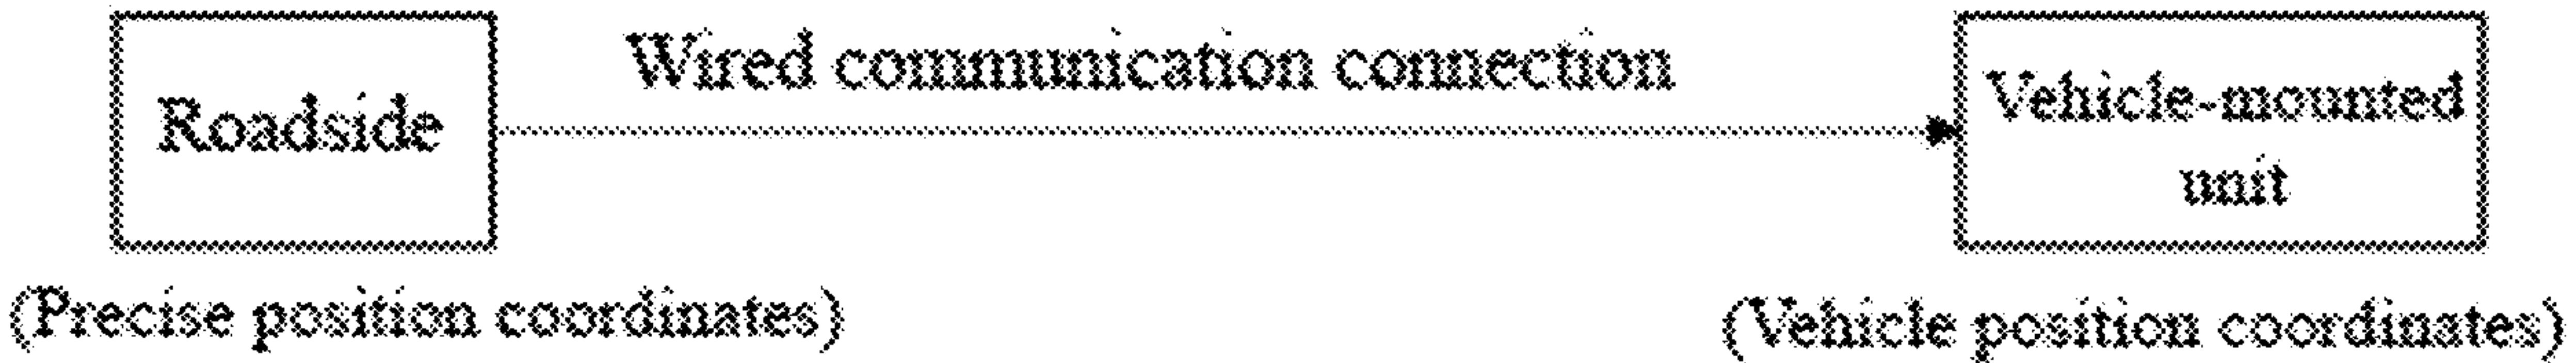 Roadside
Wired communication connection
Vehicle-mounted
unit
(Precise position coordinates)
(Vehicle position coordinates)